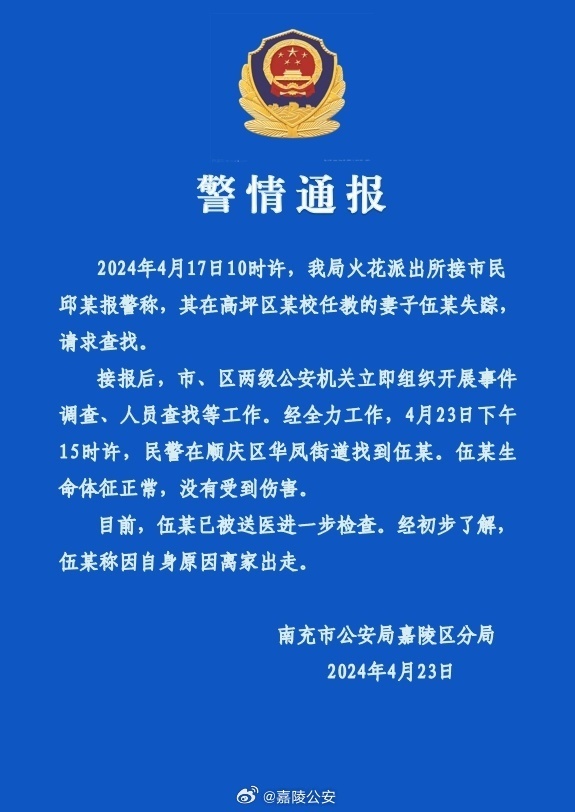 警情通报
2024年4月17日10时许，我局火花派出所接市民
邱某报警称，其在高坪区某校任教的妻子伍某失踪，
请求查找。
接报后，市、区两级公安机关立即组织开展事件
调查、人员查找等工作。经全力工作，4月23日下午
15时许，民警在顺庆区华凤街道找到伍某。伍某生
命体征正常，没有受到伤害。
目前，伍某已被送医进一步检查。经初步了解，
伍某称因自身原因离家出走。
南充市公安局嘉陵区分局
2024年4月23日
@嘉陵公安